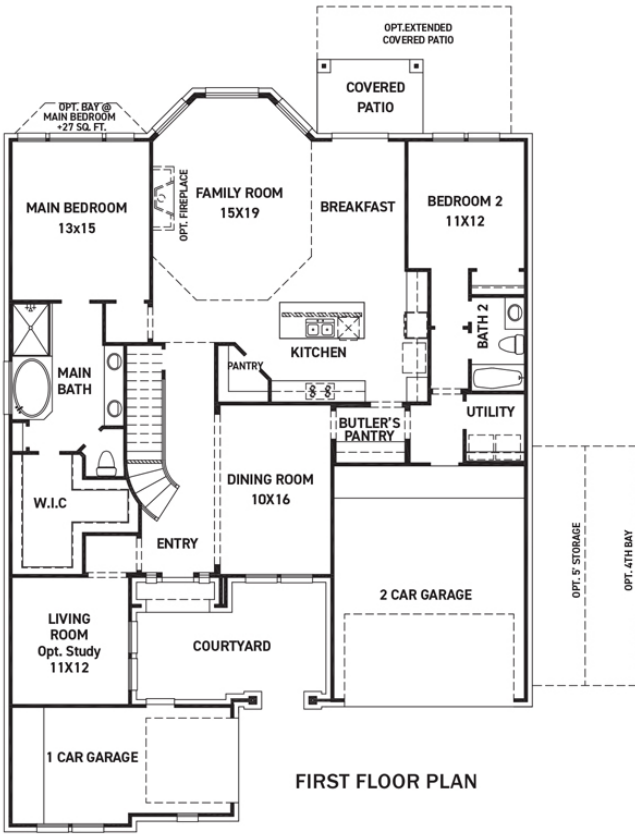 OPT.EXTENDED
COVERED PATIO
COVERED
PATIO
OPT. BAY @
MAIN BEDROOM
+27 SQ. FT.
MAIN BEDROOM
13x15
OPT. FIREPLACE
FAMILY ROOM
15X19
BREAKFAST
BEDROOM 2
11X12
BATH 2
KITCHEN
PANTRY
MAIN
BATH
UTILITY
BUTLER'S
PANTRY
W.I.C
DINING ROOM
10X16
ENTRY
OPT. 5' STORAGE
OPT. 4TH BAY
2 CAR GARAGE
LIVING
ROOM
Opt. Study
11X12
COURTYARD
1 CAR GARAGE
FIRST FLOOR PLAN